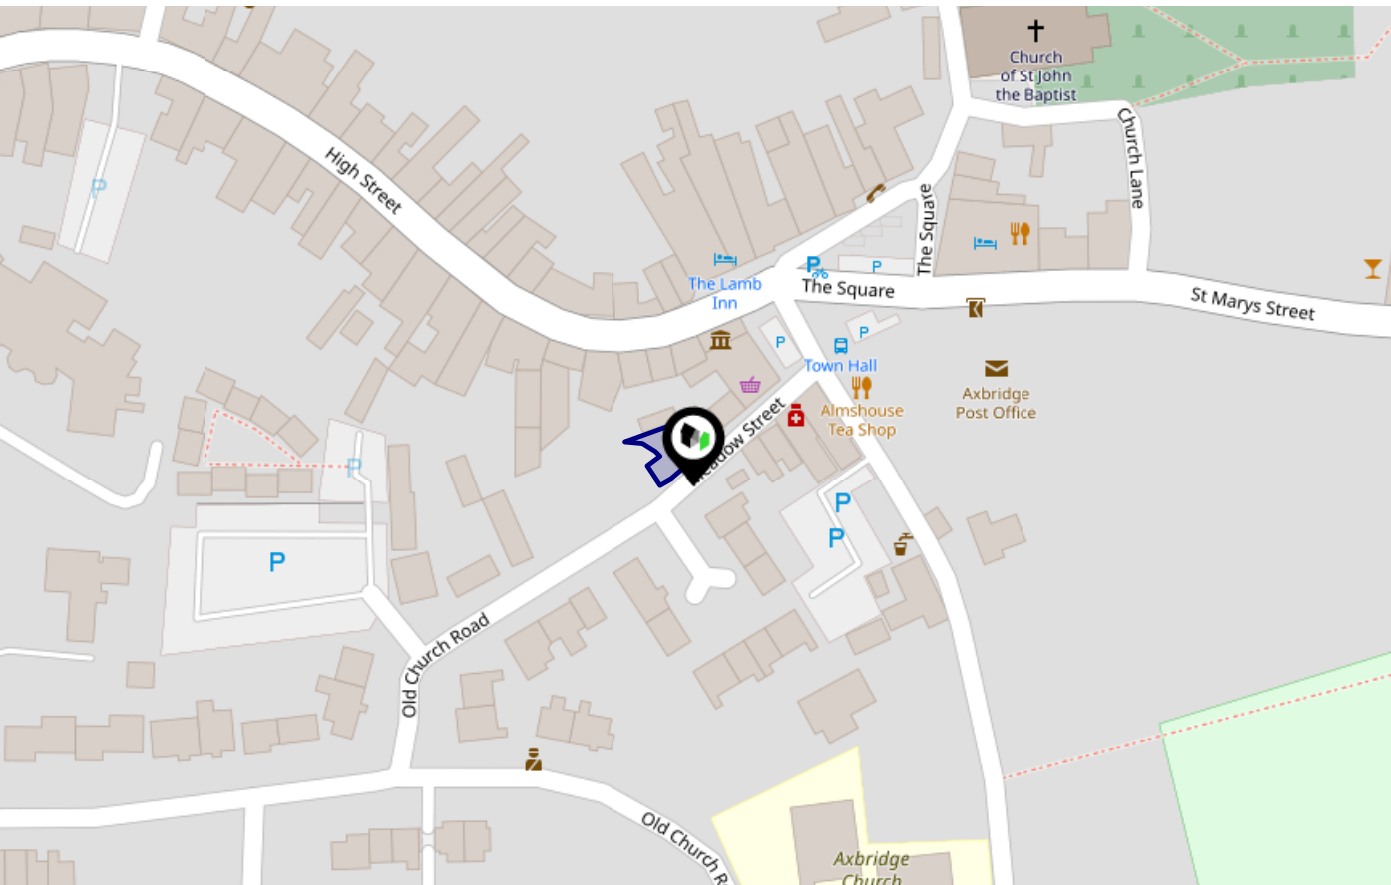 Church
of St John
the Baptist
Church Lane
High Street
P
The Square
The Lamb
Inn
P
P
The Square
St Marys Street
P
P
Town Hall
Axbridge
Post Office
Almshouse
Tea Shop
Meadow Street
P
P
P
P
Old Church Road
Old Church R
Axbridge
Church